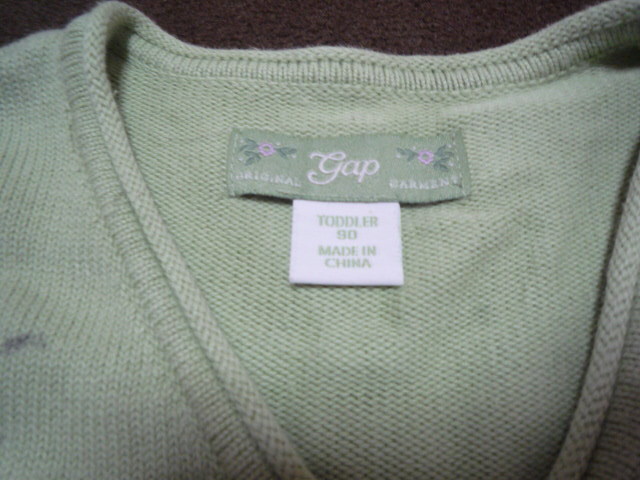 gap
ORIGINAL GARMENT
TODDLER
90
MADE IN
CHINA